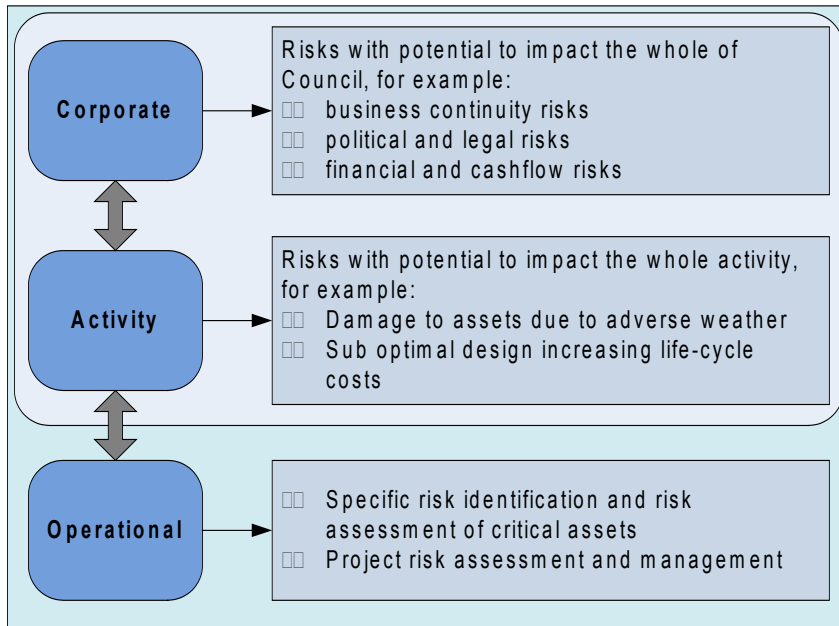 Corporate
Risks with potential to impact the whole of
Council, for example:
□□ business continuity risks
□□ political and legal risks
□□ financial and cashflow risks
Activity
Risks with potential to impact the whole activity,
for example:
□□ Damage to assets due to adverse weather
□□ Sub optimal design increasing life-cycle
costs
Operational
□□ Specific risk identification and risk
assessment of critical assets
□□ Project risk assessment and management